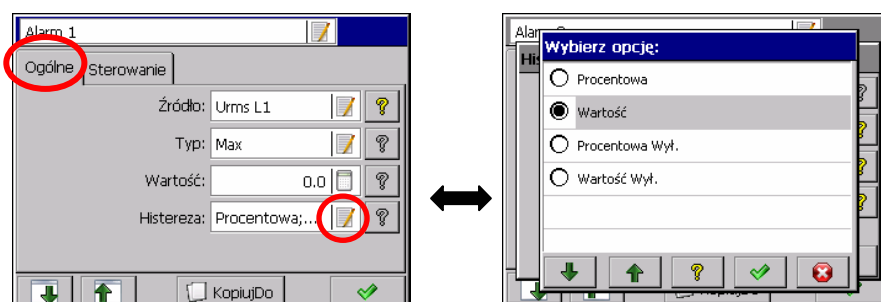 Alarm 1
Ogólne Sterowanie
Źródło: Urms L1
Typ: Max
Wartość: 0.0
Histereza: Procentowa;...
KopiujDo
Wybierz opcję:
Procentowa
Wartość
Procentowa Wył.
Wartość Wył.